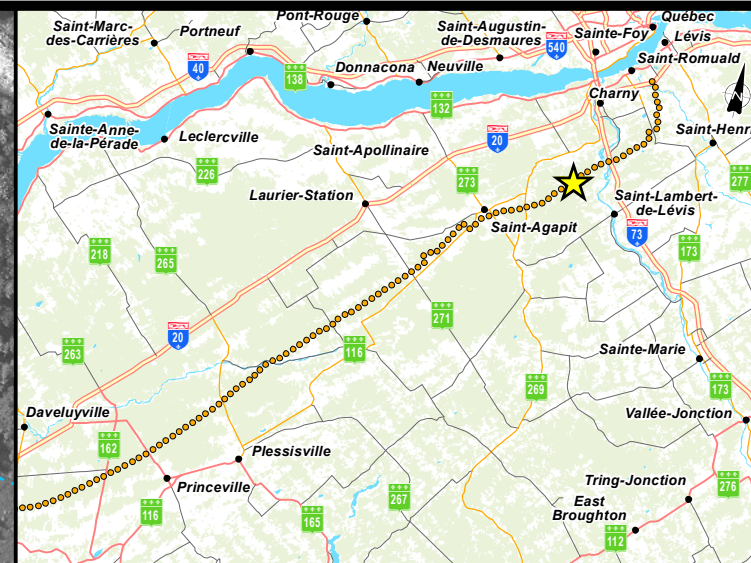 Pont-Rouge
Québec
Saint-Marc-
des-Carrières
Portneuf
Saint-Augustin-
de-Desmaures
540
Sainte-Foy
Lévis
Saint-Romuald
40
138
Donnacona
Neuville
132
Charny
N
Sainte-Anne-
de-la-Pérade
Leclercville
Saint-Apollinaire
20
Saint-Henr
226
273
277
Laurier-Station
Saint-Lambert-
de-Lévis
Saint-Agapit
73
218
265
173
271
20
263
116
Sainte-Marie
269
173
Daveluyville
Vallée-Jonction
162
Plessisville
Princeville
Tring-Jonction
276
267
East
Broughton
116
165
112